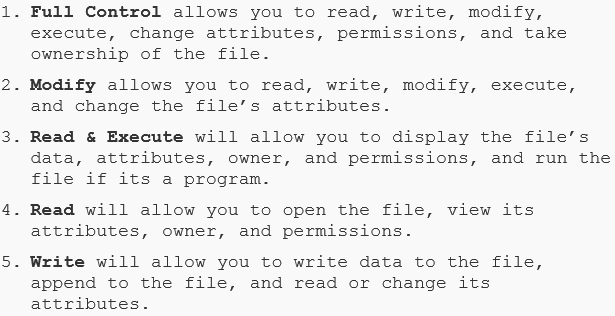 1. Full Control allows you to read, write, modify,
execute, change attributes, permissions, and take
ownership of the file.
2. Modify allows you to read, write, modify, execute,
and change the file’s attributes.
3. Read & Execute will allow you to display the file’s
data, attributes, owner, and permissions, and run the
file if its a program.
4. Read will allow you to open the file, view its
attributes, owner, and permissions.
5. Write will allow you to write data to the file,
append to the file, and read or change its
attributes.